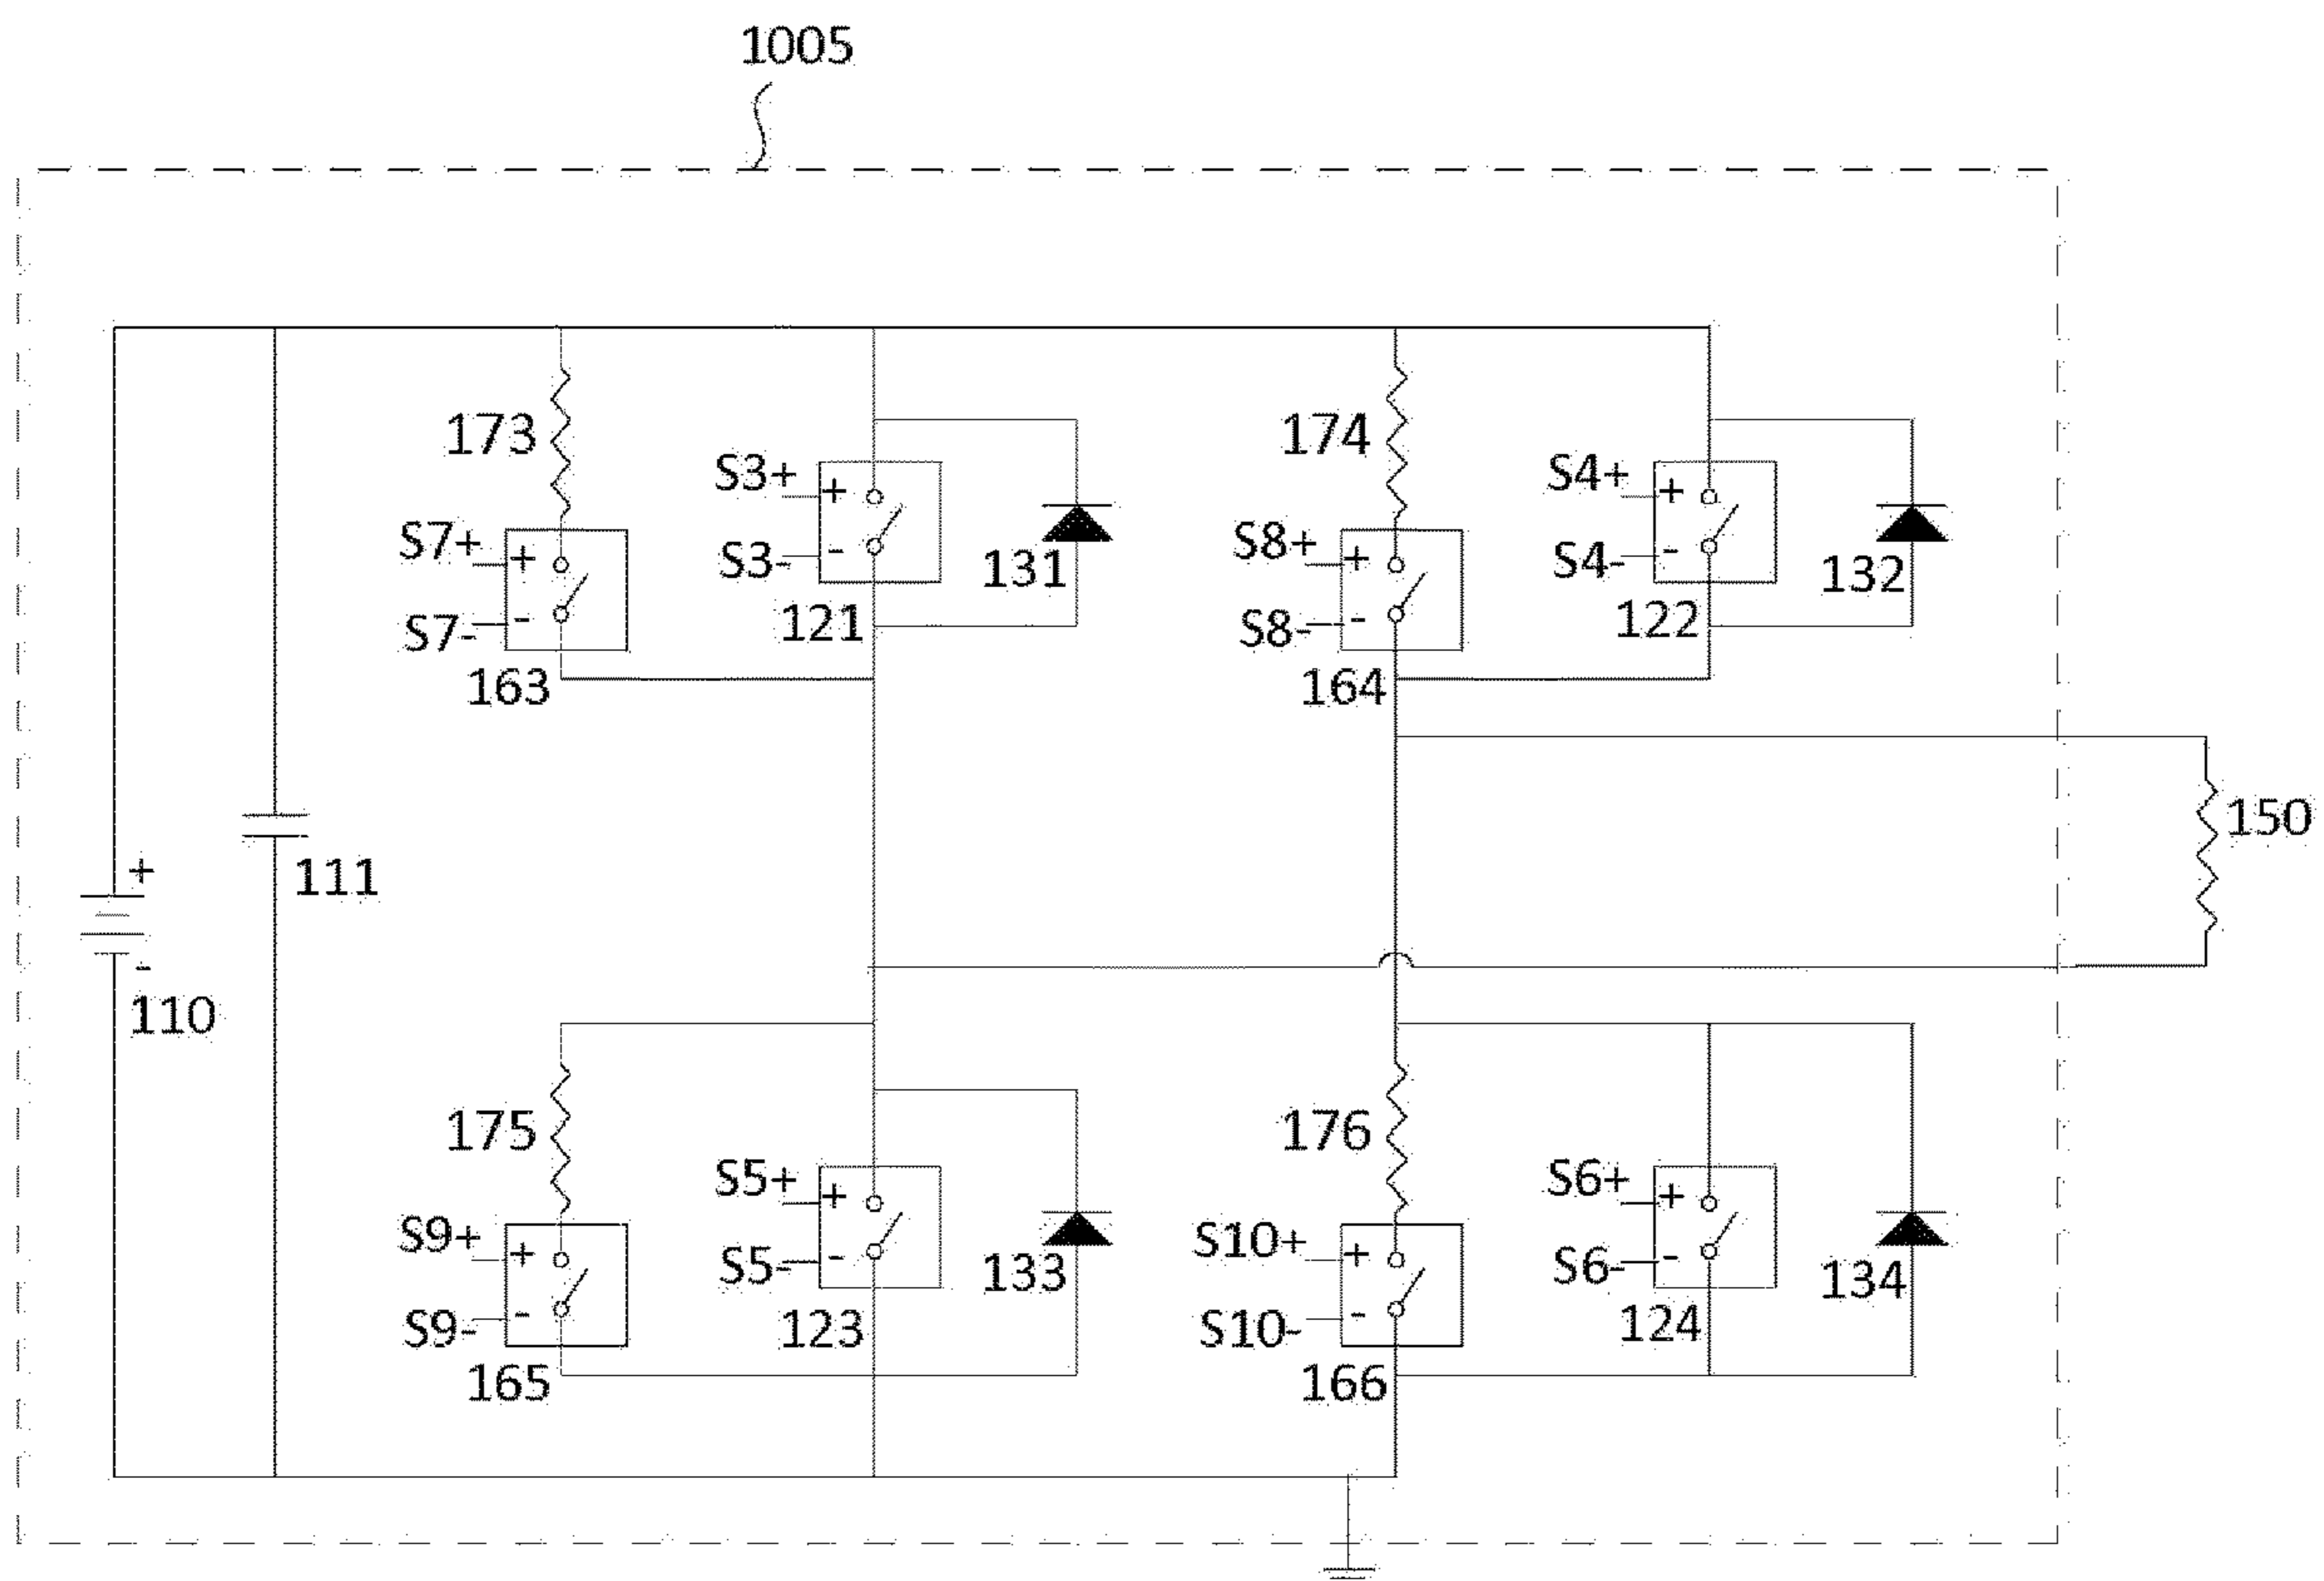 1005
173
S3+
174
S4+
S7+
S3-
131
S8+
S4-
132
S7-
121
S8-
122
163
164
150
111
110
175
176
S9+
S5+
S10+
S6+
S5-
133
S6-
134
S9-
123
S10-
124
165
166